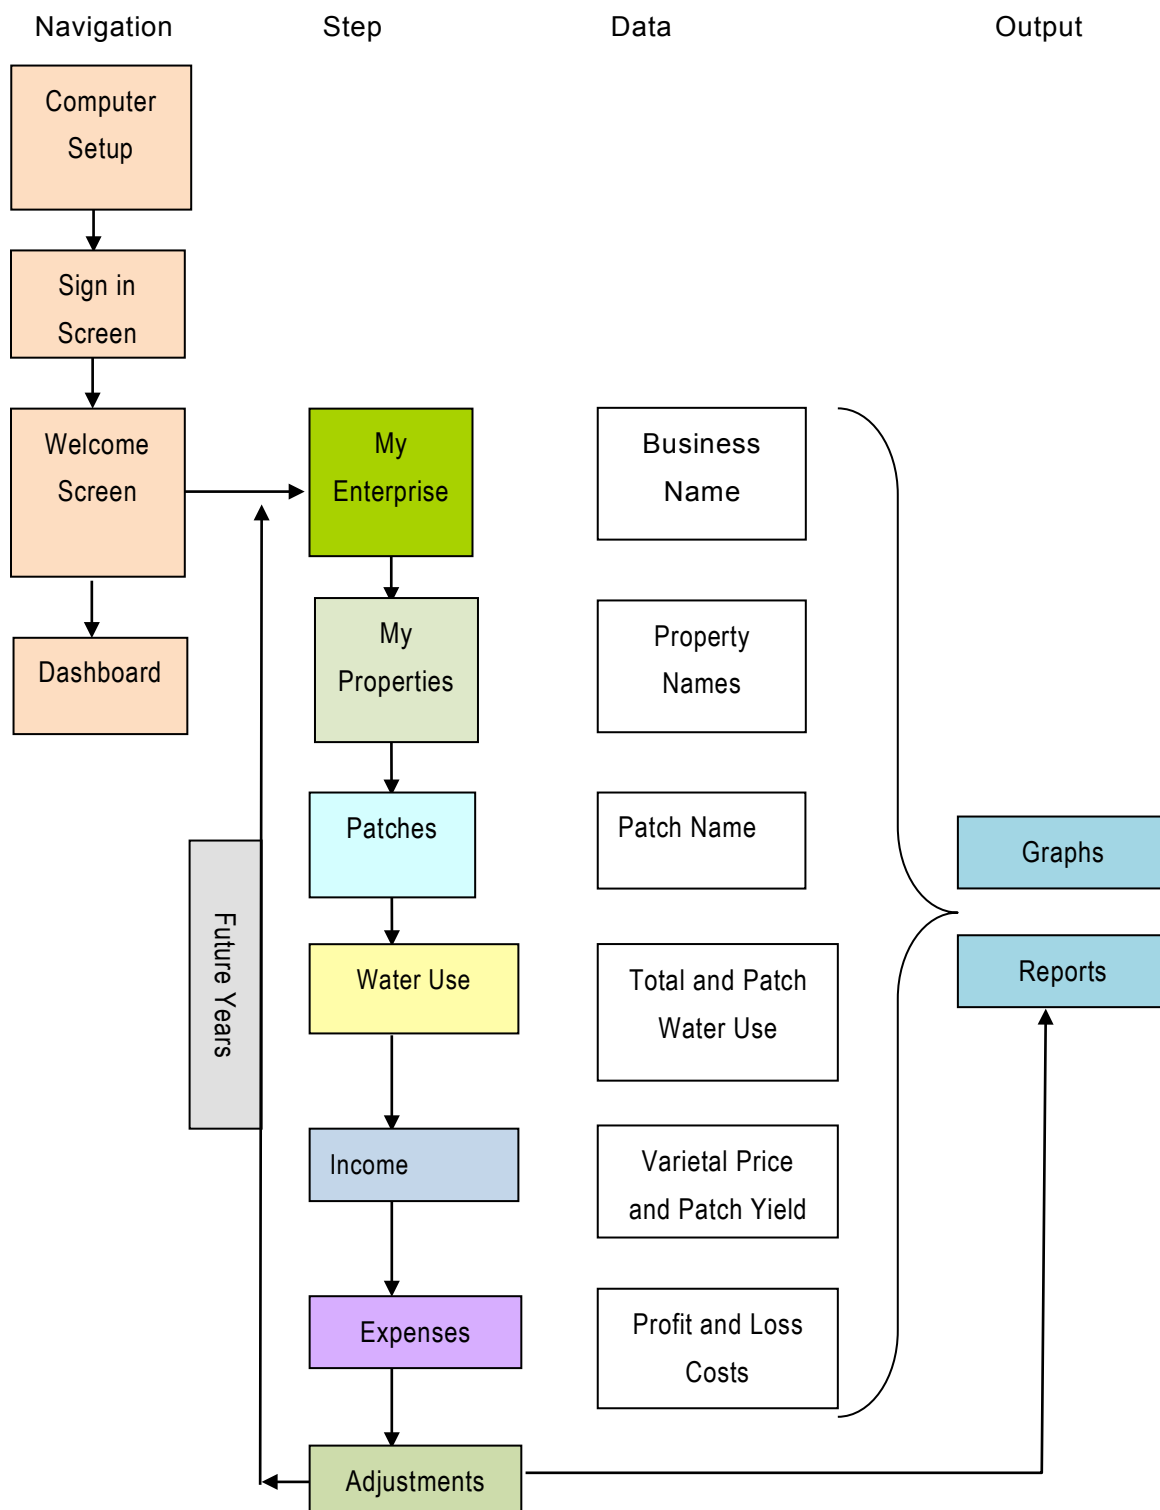 Navigation
Step
Data
Output
Computer
Setup
Sign in
Screen
Welcome
Screen
Dashboard
My
Enterprise
My
Properties
Patches
Water Use
Income
Expenses
Adjustments
Future Years
Business
Name
Property
Names
Patch Name
Total and Patch
Water Use
Varietal Price
and Patch Yield
Profit and Loss
Costs
Graphs
Reports